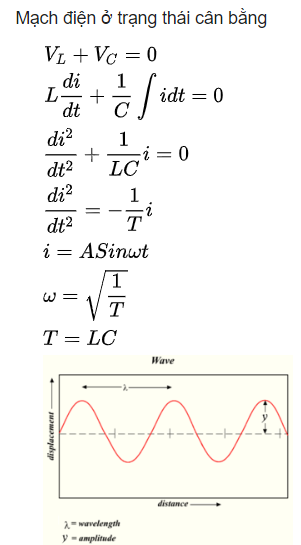 Mạch điện ở trạng thái cân bằng
V_L + V_C = 0
L di/dt + 1/C ∫ idt = 0
di²/dt² + 1/LC i = 0
di²/dt² = −1/T i
i = ASinωt
ω = √(1/T)
T = LC
Wave
λ
y
displacement
distance
λ = wavelength
y = amplitude